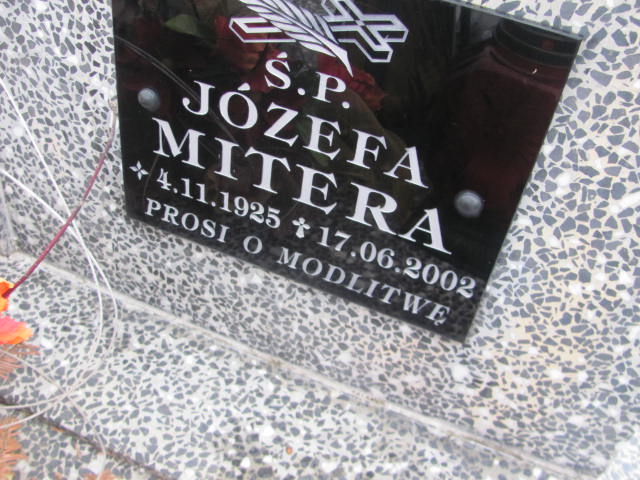 Ś.P.
JÓZEFA
MITERA
4.11.1925 17.06.2002
PROSI O MODLITWĘ